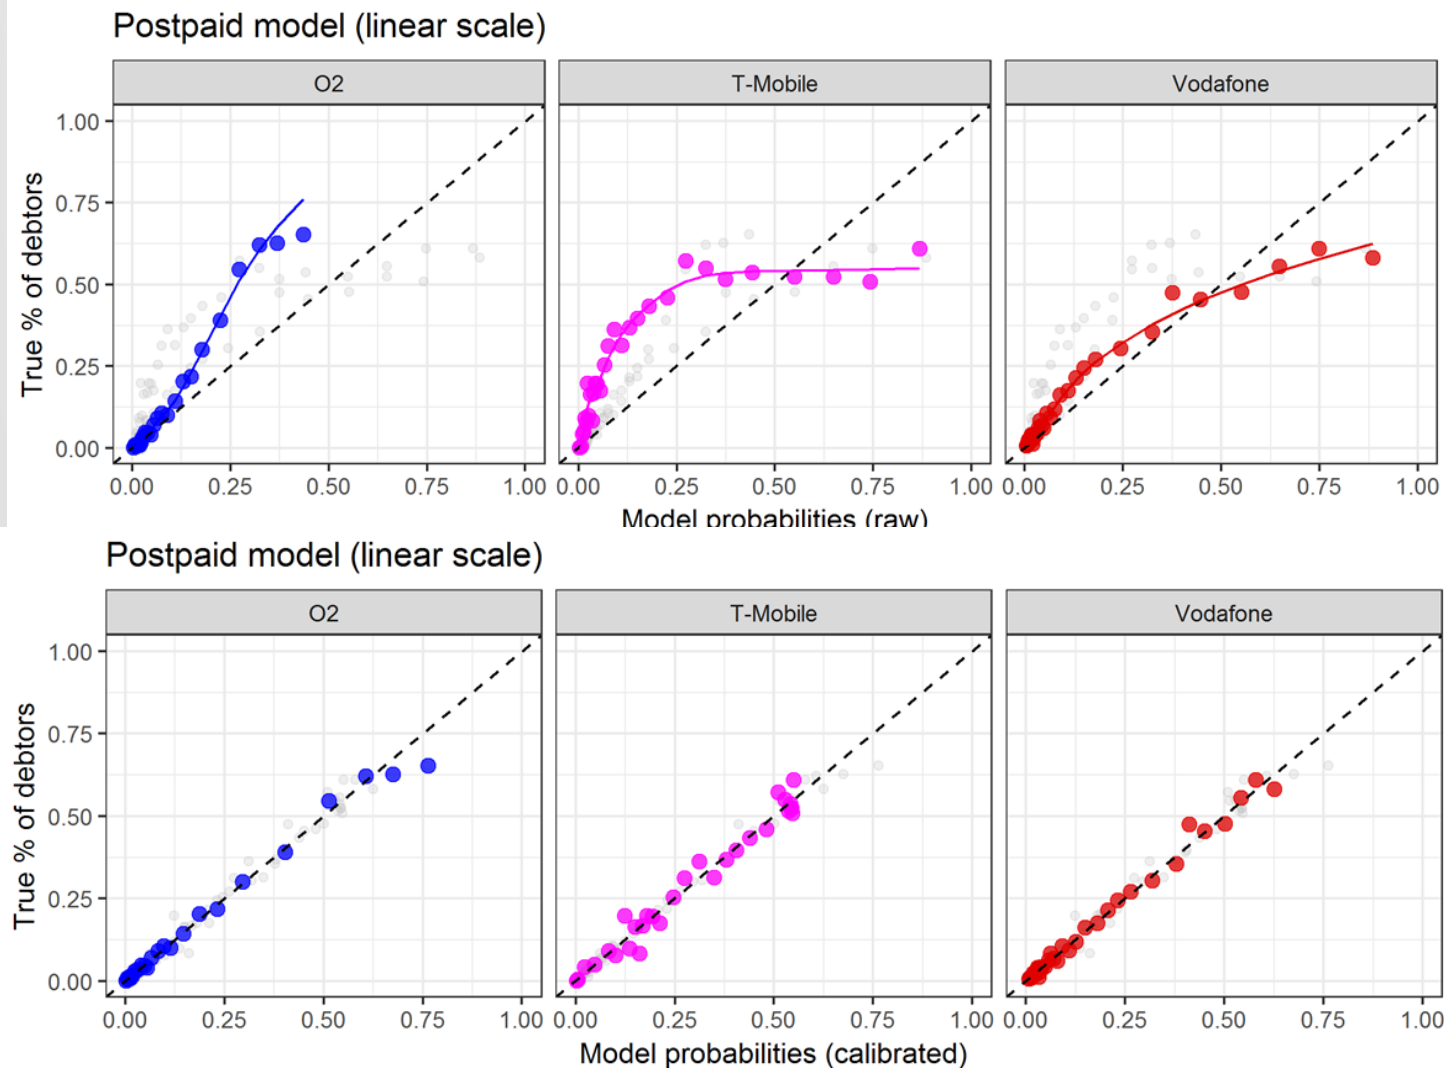 Postpaid model (linear scale)
O2 T-Mobile Vodafone
1.00
0.75
0.50
0.25
0.00
True % of debtors
0.00 0.25 0.50 0.75 1.00 0.00 0.25 0.50 0.75 1.00 0.00 0.25 0.50 0.75 1.00
Model probabilities (raw)
Postpaid model (linear scale)
O2 T-Mobile Vodafone
1.00
0.75
0.50
0.25
0.00
True % of debtors
0.00 0.25 0.50 0.75 1.00 0.00 0.25 0.50 0.75 1.00 0.00 0.25 0.50 0.75 1.00
Model probabilities (calibrated)